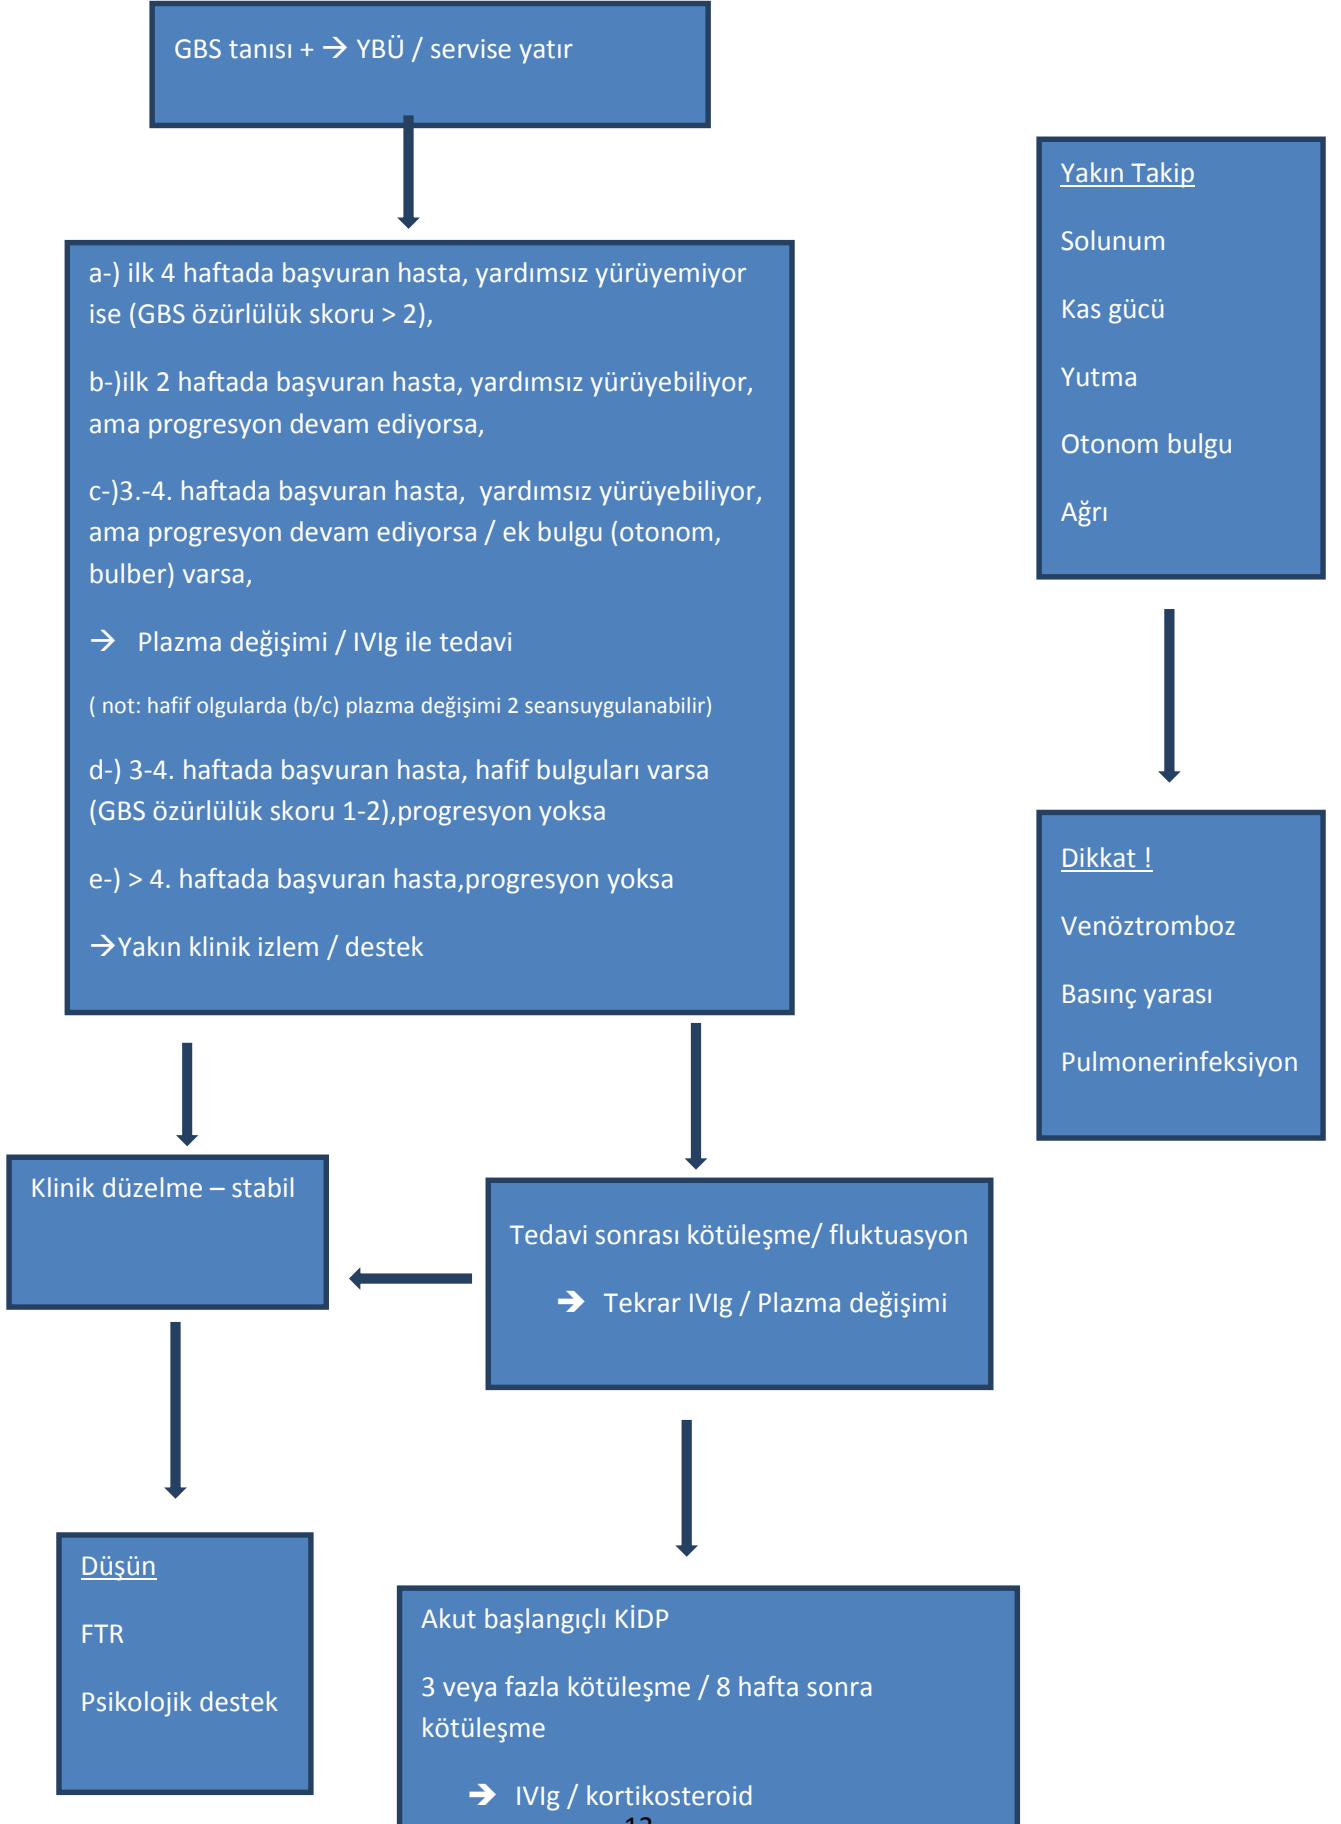 GBS tanısı + → YBÜ / servise yatır
a-) ilk 4 haftada başvuran hasta, yardımsız yürüyemiyor
ise (GBS özürlülük skoru > 2),
b-)ilk 2 haftada başvuran hasta, yardımsız yürüyebiliyor,
ama progresyon devam ediyorsa,
c-)3.-4. haftada başvuran hasta,  yardımsız yürüyebiliyor,
ama progresyon devam ediyorsa / ek bulgu (otonom,
bulber) varsa,
→ Plazma değişimi / IVIg ile tedavi
( not: hafif olgularda (b/c) plazma değişimi 2 seansuygulanabilir)
d-) 3-4. haftada başvuran hasta, hafif bulguları varsa
(GBS özürlülük skoru 1-2),progresyon yoksa
e-) > 4. haftada başvuran hasta,progresyon yoksa
→Yakın klinik izlem / destek
Yakın Takip
Solunum
Kas gücü
Yutma
Otonom bulgu
Ağrı
Dikkat !
Venöztromboz
Basınç yarası
Pulmonerinfeksiyon
Klinik düzelme – stabil
Tedavi sonrası kötüleşme/ fluktuasyon
→ Tekrar IVIg / Plazma değişimi
Düşün
FTR
Psikolojik destek
Akut başlangıçlı KİDP
3 veya fazla kötüleşme / 8 hafta sonra
kötüleşme
→ IVIg / kortikosteroid